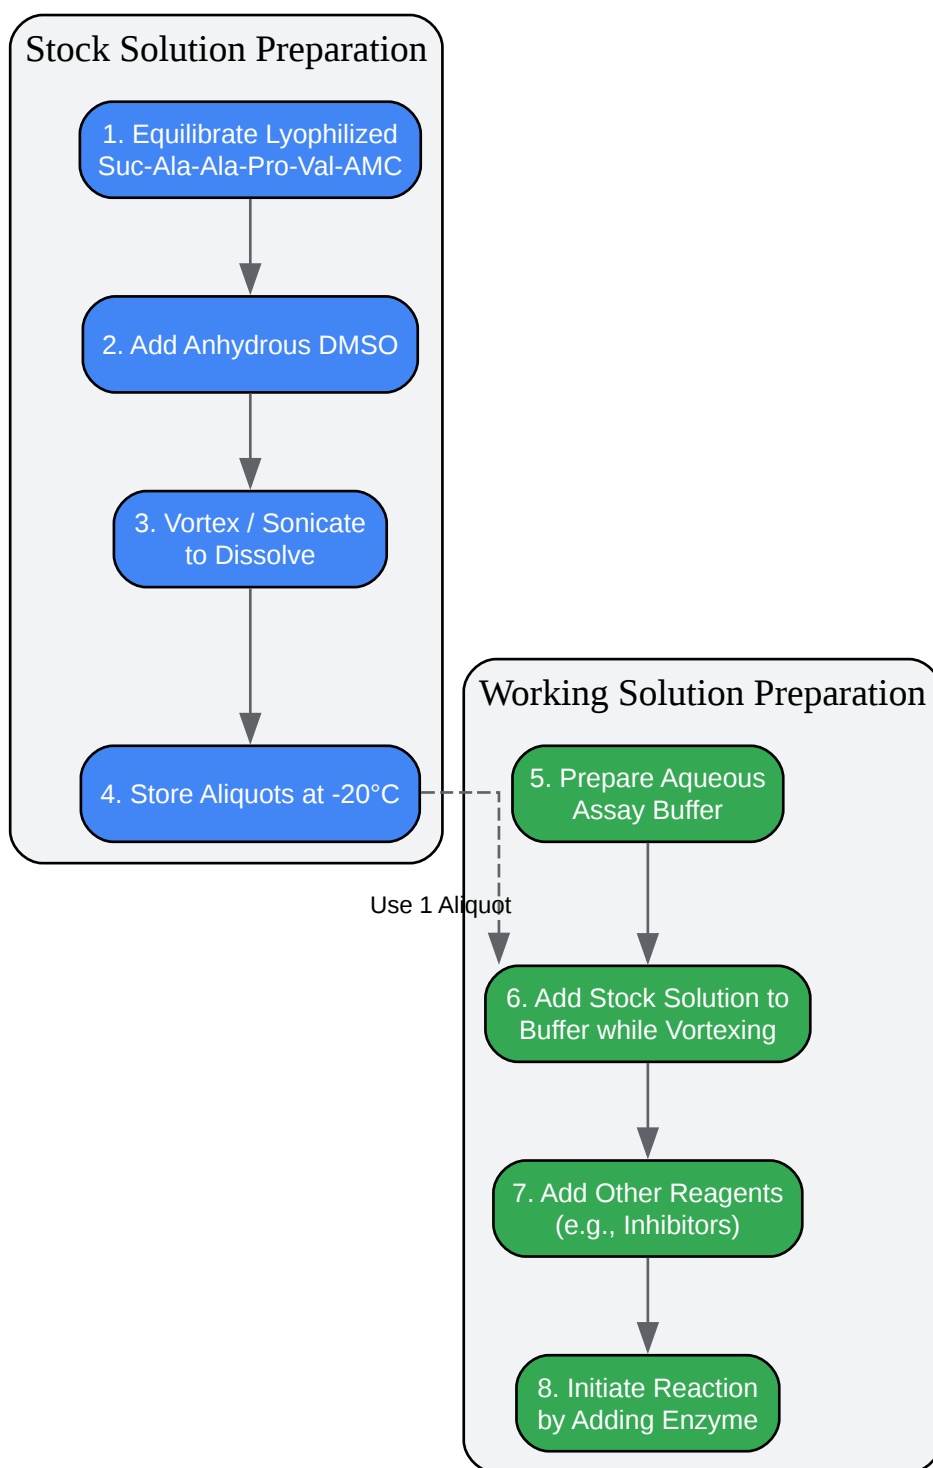 Stock Solution Preparation
1. Equilibrate Lyophilized
Suc-Ala-Ala-Pro-Val-AMC
2. Add Anhydrous DMSO
3. Vortex / Sonicate
to Dissolve
4. Store Aliquots at -20°C
Use 1 Aliquot
Working Solution Preparation
5. Prepare Aqueous
Assay Buffer
6. Add Stock Solution to
Buffer while Vortexing
7. Add Other Reagents
(e.g., Inhibitors)
8. Initiate Reaction
by Adding Enzyme